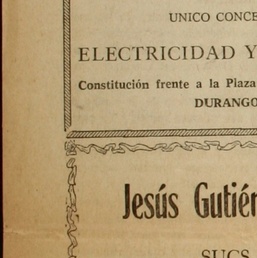 UNICO CONCE
ELECTRICIDAD Y
Constitución frente a la Plaza
DURANGO
Jesús Gutiér
SUCS